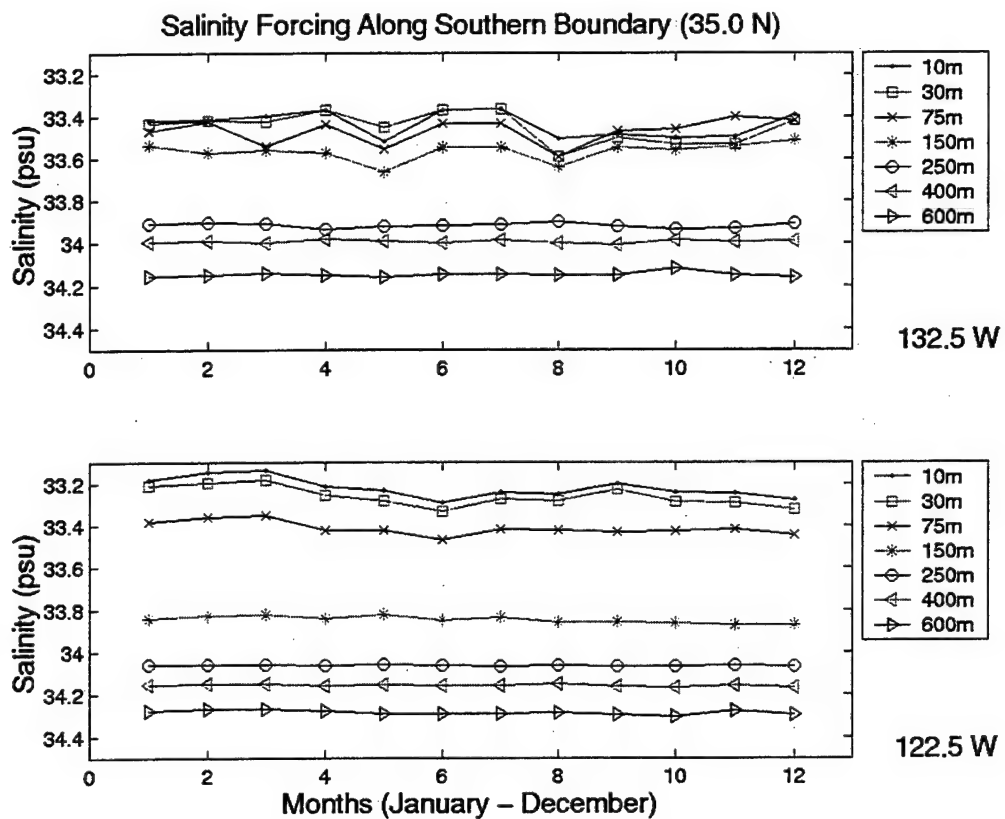 Salinity Forcing Along Southern Boundary (35.0 N)
Salinity (psu)
33.2
33.4
33.6
33.8
34
34.2
34.4
0
2
4
6
8
10
12
10m
30m
75m
150m
250m
400m
600m
132.5 W
Salinity (psu)
33.2
33.4
33.6
33.8
34
34.2
34.4
0
2
4
6
8
10
12
Months (January – December)
10m
30m
75m
150m
250m
400m
600m
122.5 W